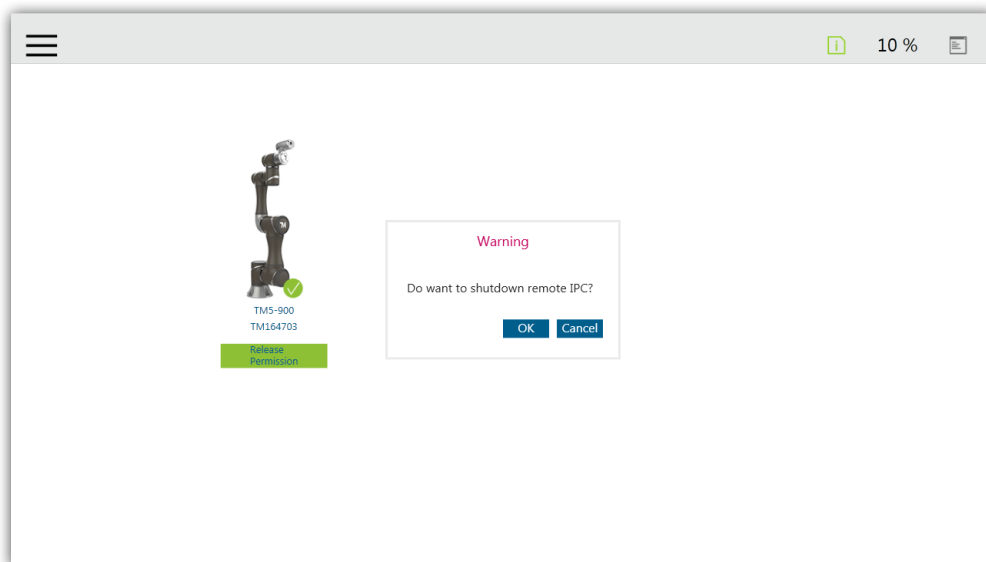 10 %
Warning
Do want to shutdown remote IPC?
OK Cancel
TM5-900
TM164703
Release
Permission